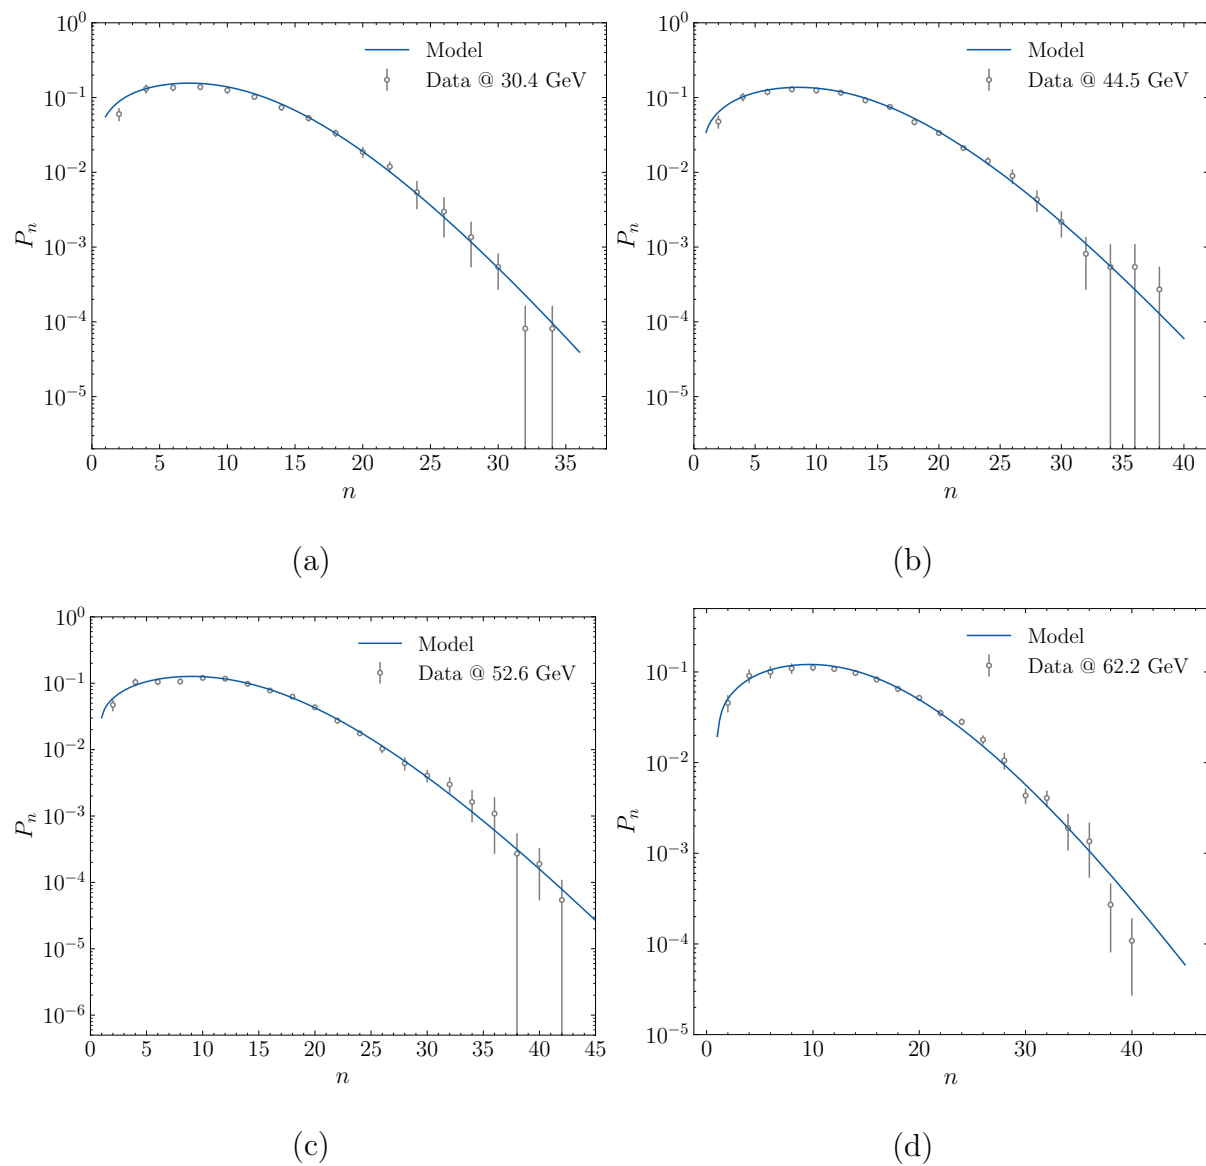 10^0
10^-1
10^-2
10^-3
10^-4
10^-5
P_n
Model
Data @ 30.4 GeV
0 5 10 15 20 25 30 35
n
(a)
10^0
10^-1
10^-2
10^-3
10^-4
10^-5
P_n
Model
Data @ 44.5 GeV
0 5 10 15 20 25 30 35 40
n
(b)
10^0
10^-1
10^-2
10^-3
10^-4
10^-5
10^-6
P_n
Model
Data @ 52.6 GeV
0 5 10 15 20 25 30 35 40 45
n
(c)
10^-1
10^-2
10^-3
10^-4
10^-5
P_n
Model
Data @ 62.2 GeV
0 10 20 30 40
n
(d)